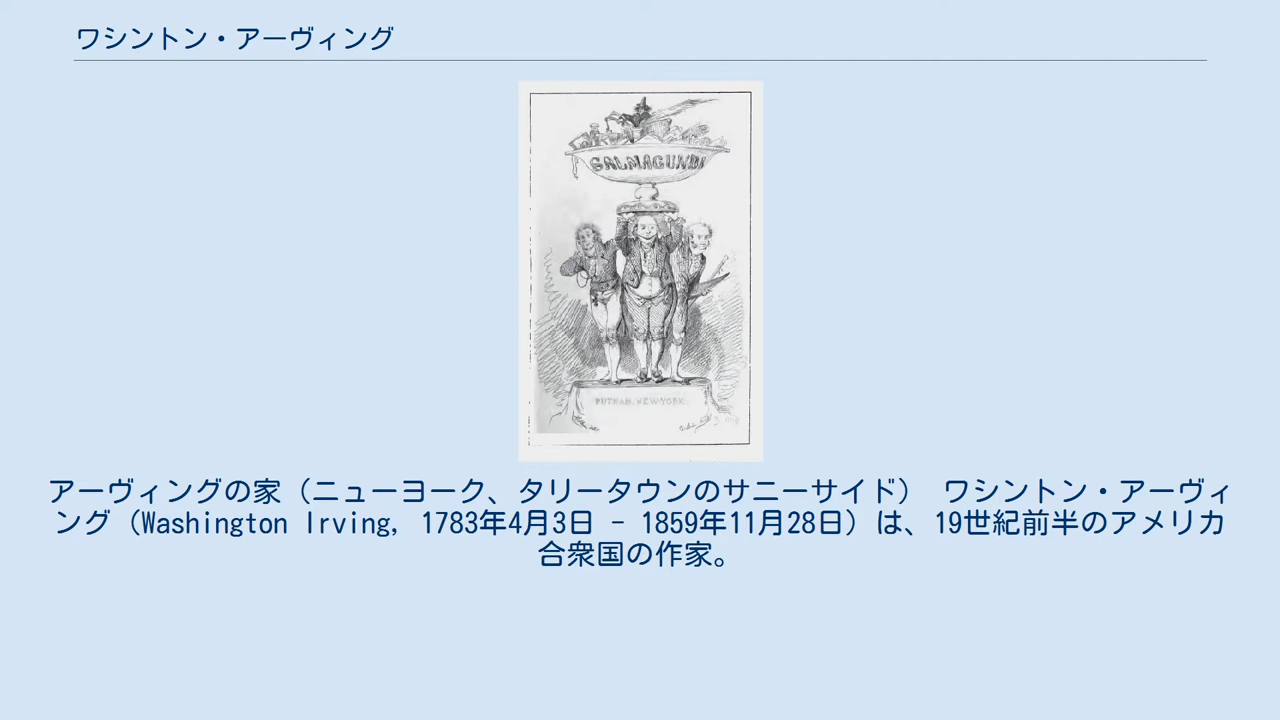 ワシントン・アーヴィング
SALMAGUNDI
PUTNAM. NEW-YORK.
アーヴィングの家（ニューヨーク、タリータウンのサニーサイド） ワシントン・アーヴィ
ング（Washington Irving, 1783年4月3日 - 1859年11月28日）は、19世紀前半のアメリカ
合衆国の作家。